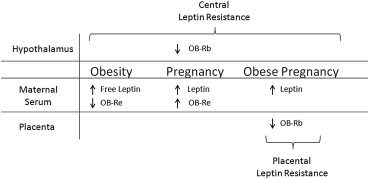 Central
Leptin Resistance
Hypothalamus ↓ OB-Rb
Obesity Pregnancy Obese Pregnancy
Maternal Serum ↑ Free Leptin ↑ Leptin ↑ Leptin
↓ OB-Re ↑ OB-Re
Placenta ↓ OB-Rb
Placental
Leptin Resistance